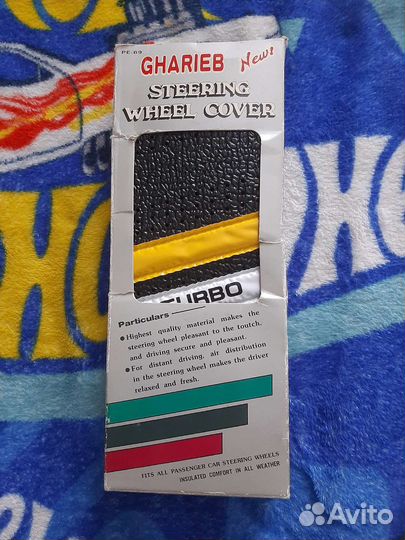 PE-09
GHARIEB New!
STEERING
WHEEL COVER
TURBO
Particulars
● Highest quality material makes the
steering wheel pleasant to the toutch,
and driving secure and pleasant.
● For distant driving, air distribution
in the steering wheel makes the driver
relaxed and fresh.
FITS ALL PASSENGER CAR STEERING WHEELS
INSULATED COMFORT IN ALL WEATHER
Avito